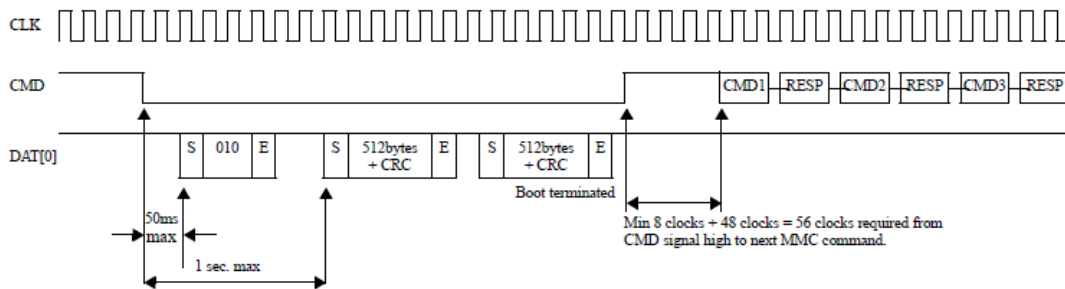 CLK
CMD
CMD1 RESP CMD2 RESP CMD3 RESP
DAT[0]
S 010 E S 512bytes + CRC E S 512bytes + CRC E
Boot terminated
50ms
max
Min 8 clocks + 48 clocks = 56 clocks required from
CMD signal high to next MMC command.
1 sec. max